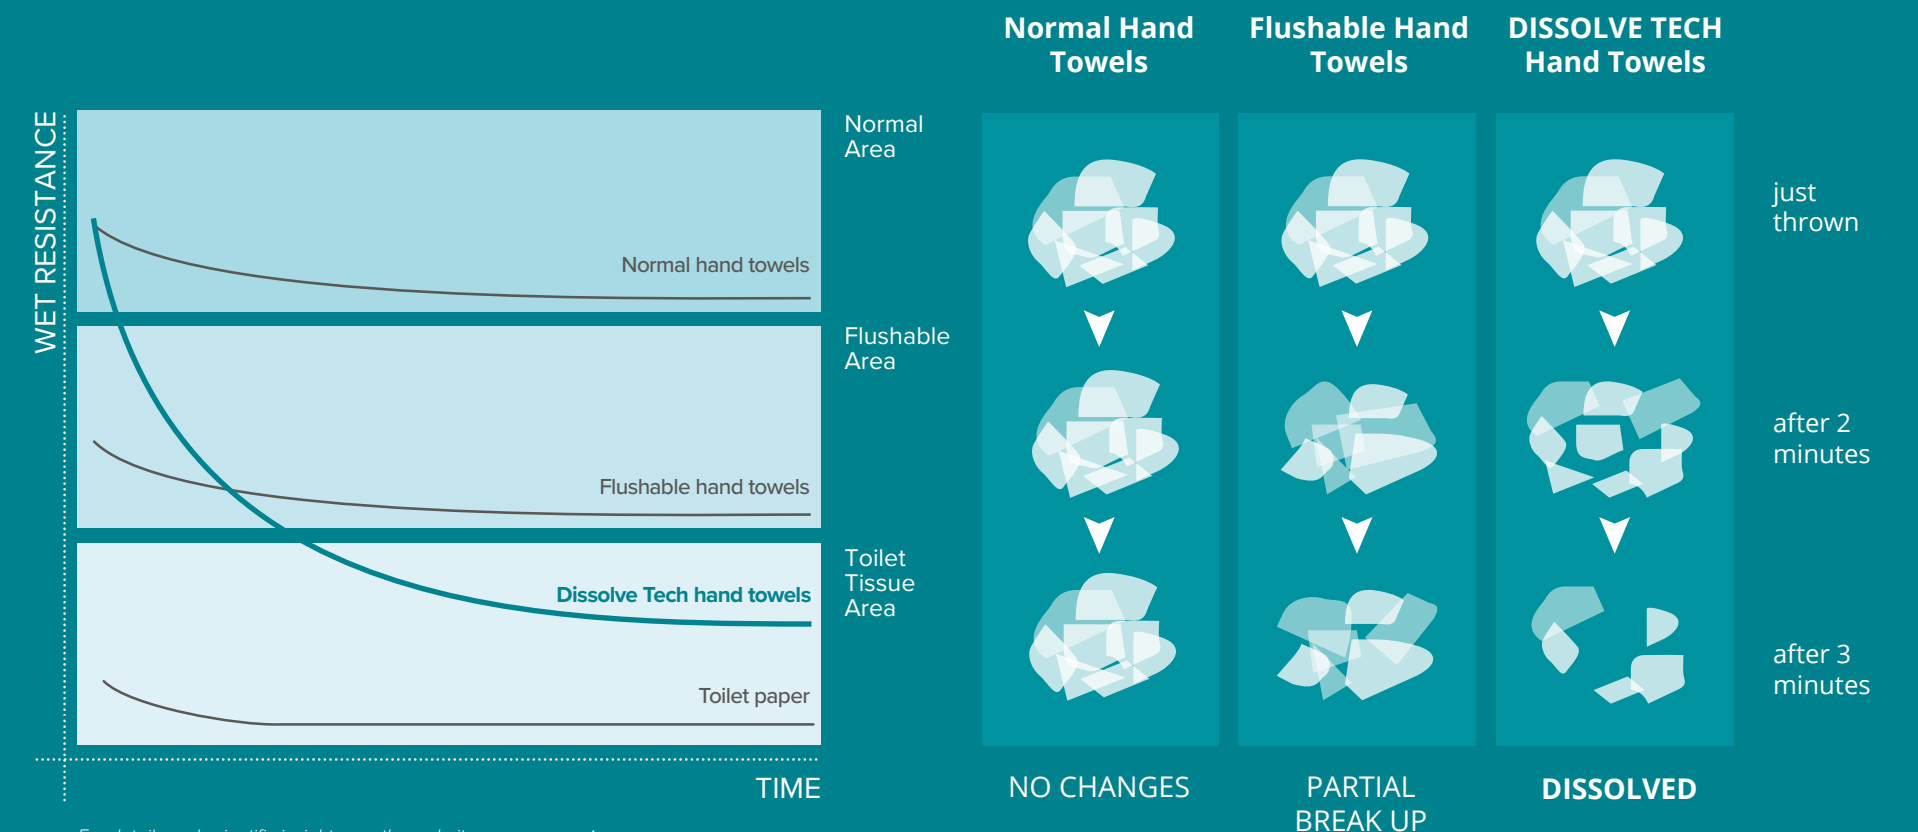 Normal Hand
Towels
Flushable Hand
Towels
DISSOLVE TECH
Hand Towels
WET RESISTANCE
Normal
Area
Normal hand towels
Flushable
Area
Flushable hand towels
Toilet
Tissue
Area
Dissolve Tech hand towels
Toilet paper
TIME
just
thrown
after 2
minutes
after 3
minutes
NO CHANGES
PARTIAL
BREAK UP
DISSOLVED